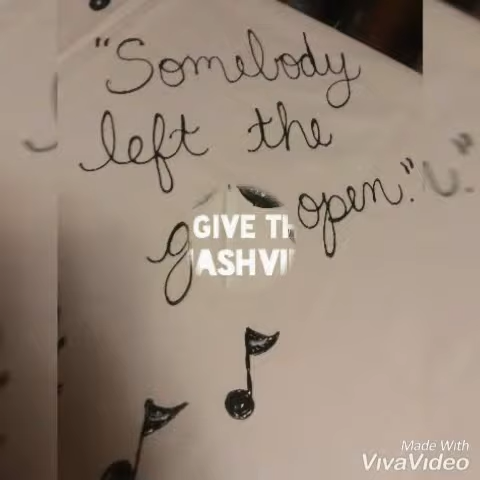 "Somebody
left the
open."
GIVE
Made With
VivaVideo